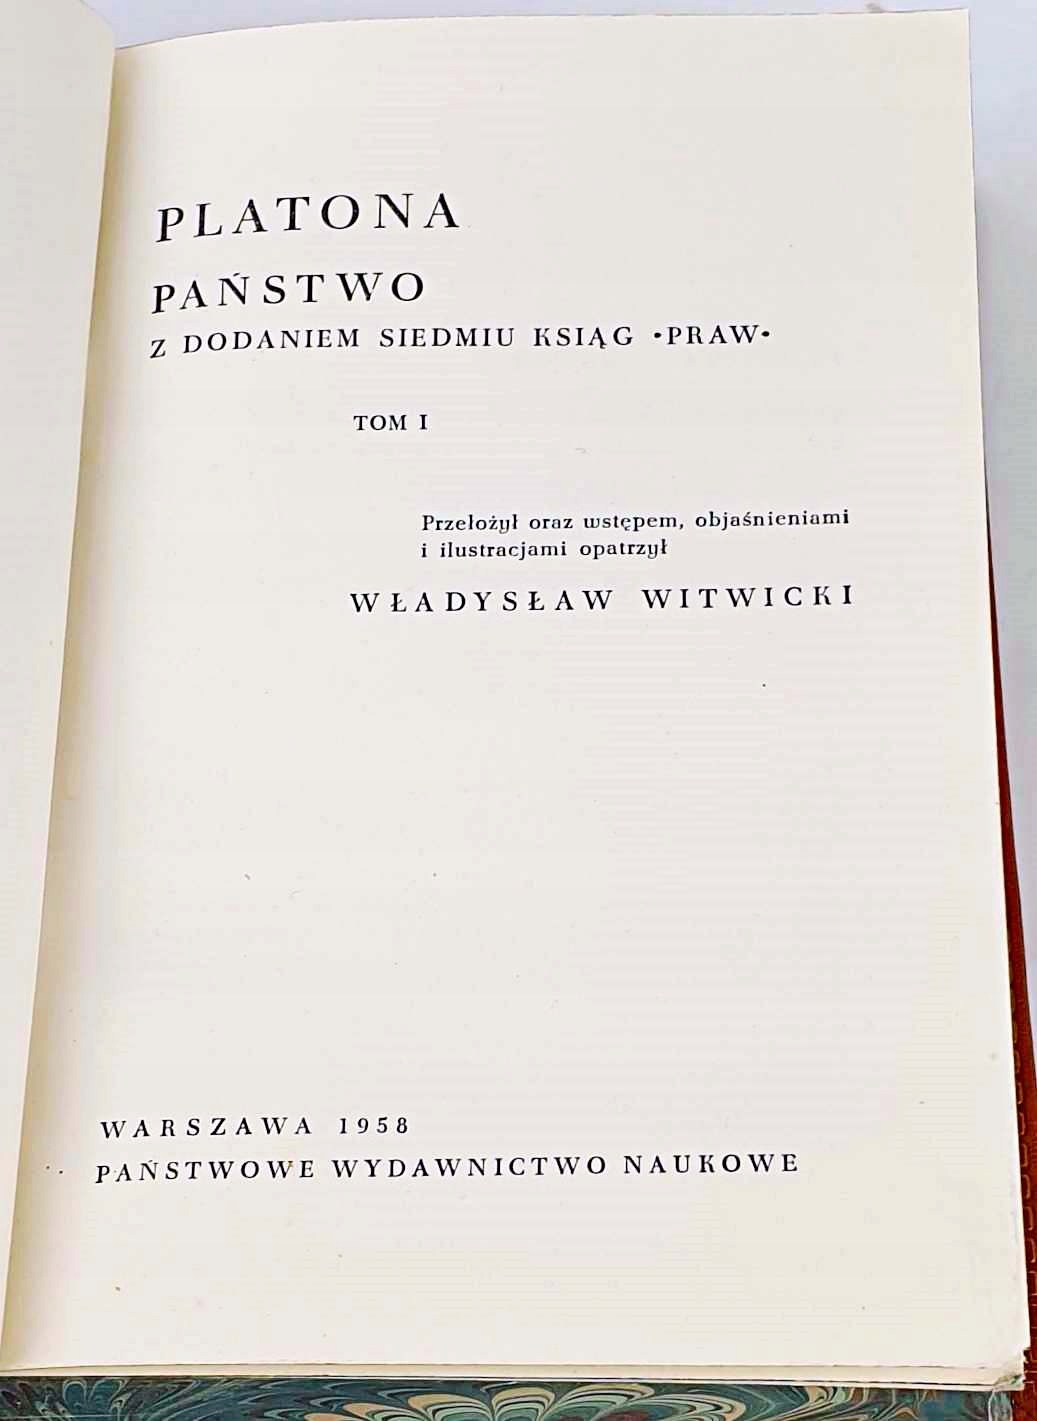 PLATONA
PAŃSTWO
Z DODANIEM SIEDMIU KSIĄG •PRAW•
TOM I
Przełożył oraz wstępem, objaśnieniami
i ilustracjami opatrzył
WŁADYSŁAW WITWICKI
WARSZAWA 1958
PAŃSTWOWE WYDAWNICTWO NAUKOWE